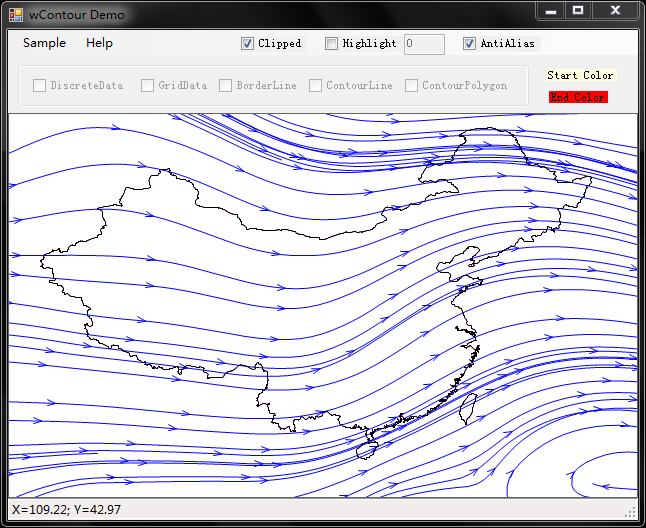 wContour Demo
Sample Help Clipped Highlight 0 AntiAlias
DiscreteData GridData BorderLine ContourLine ContourPolygon Start Color
End Color
X=109.22; Y=42.97